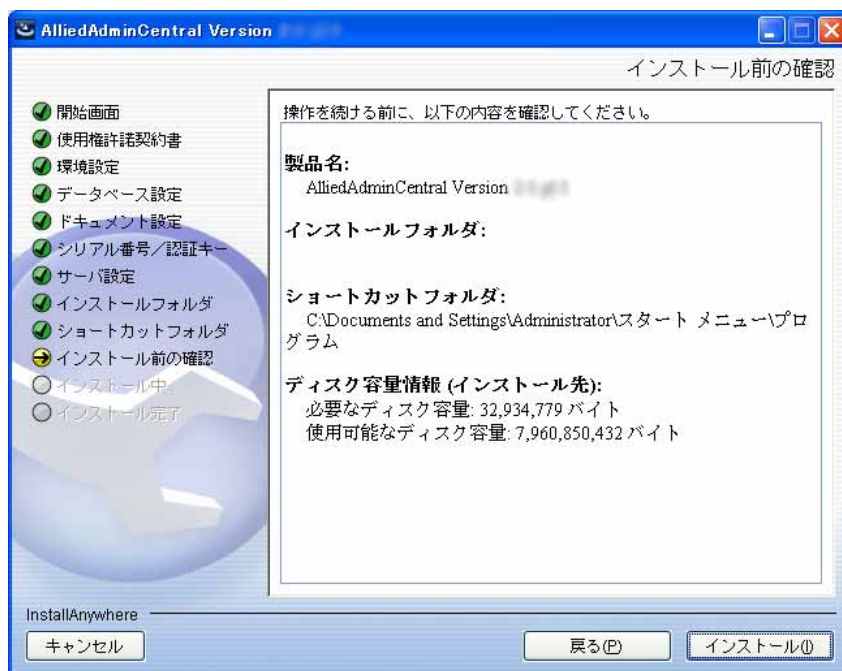 AlliedAdminCentral Version
インストール前の確認
開始画面
使用権許諾契約書
環境設定
データベース設定
ドキュメント設定
シリアル番号／認証キー
サーバ設定
インストールフォルダ
ショートカットフォルダ
インストール前の確認
インストール中...
インストール完了
操作を続ける前に、以下の内容を確認してください。
製品名:
AlliedAdminCentral Version
インストールフォルダ:
ショートカットフォルダ:
C:\Documents and Settings\Administrator\スタート メニュー\プロ
グラム
ディスク容量情報 (インストール先):
必要なディスク容量: 32,934,779 バイト
使用可能なディスク容量: 7,960,850,432 バイト
InstallAnywhere
キャンセル
戻る(P)
インストール(I)